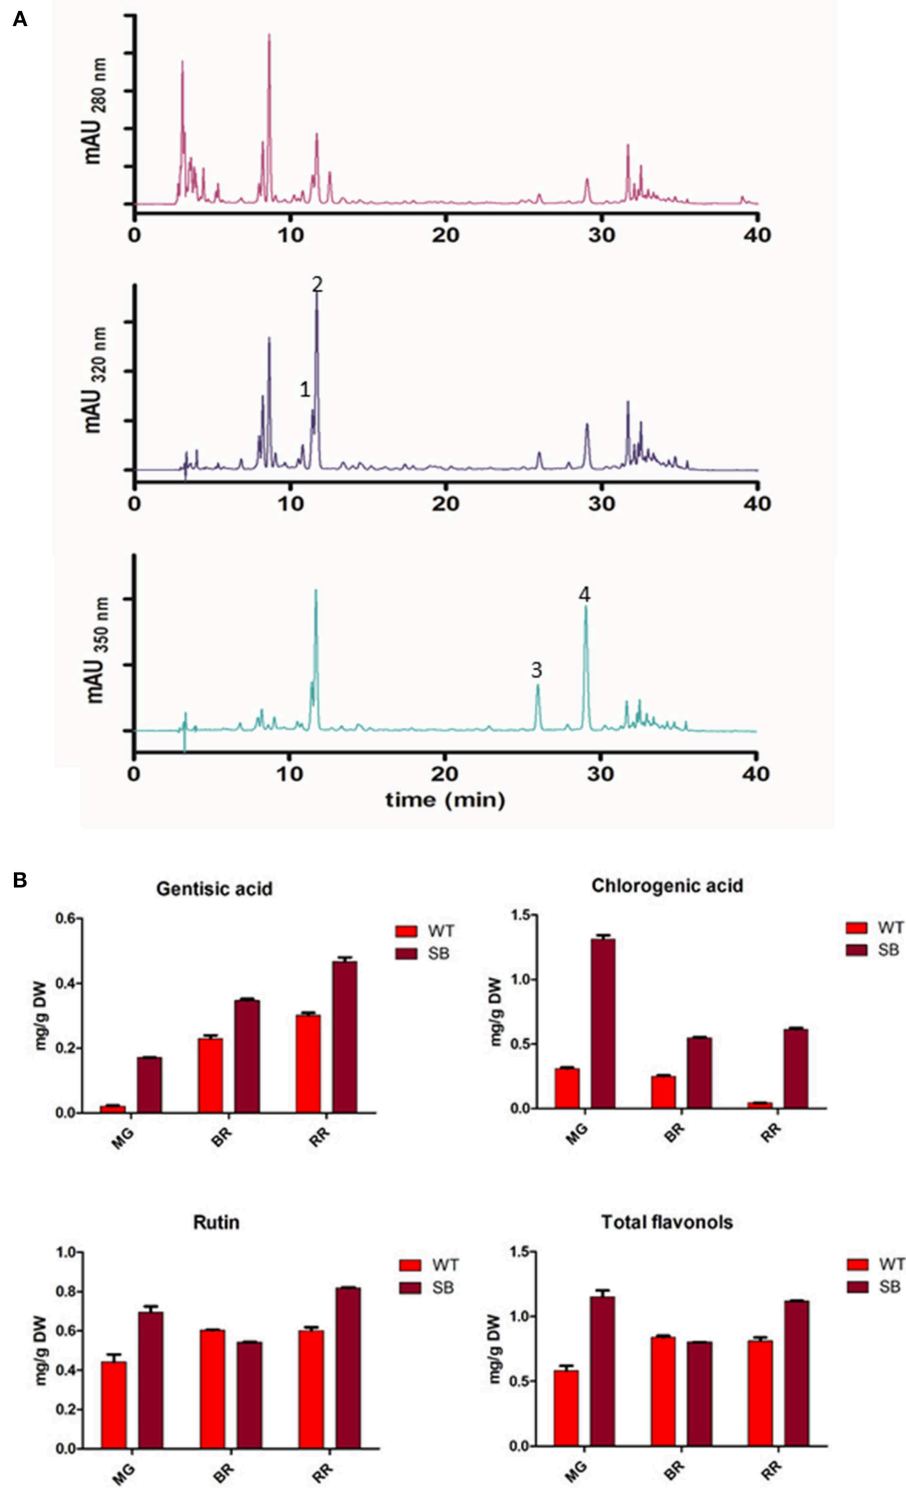 A
mAU 280 nm
0 10 20 30 40
2
1
mAU 320 nm
0 10 20 30 40
4
3
mAU 350 nm
0 10 20 30 40
time (min)
B
Gentisic acid
0.6
0.4
0.2
0.0
mg/g DW
WT
SB
MG BR RR
Chlorogenic acid
1.5
1.0
0.5
0.0
mg/g DW
WT
SB
MG BR RR
Rutin
1.0
0.8
0.6
0.4
0.2
0.0
mg/g DW
WT
SB
MG BR RR
Total flavonols
1.5
1.0
0.5
0.0
mg/g DW
WT
SB
MG BR RR